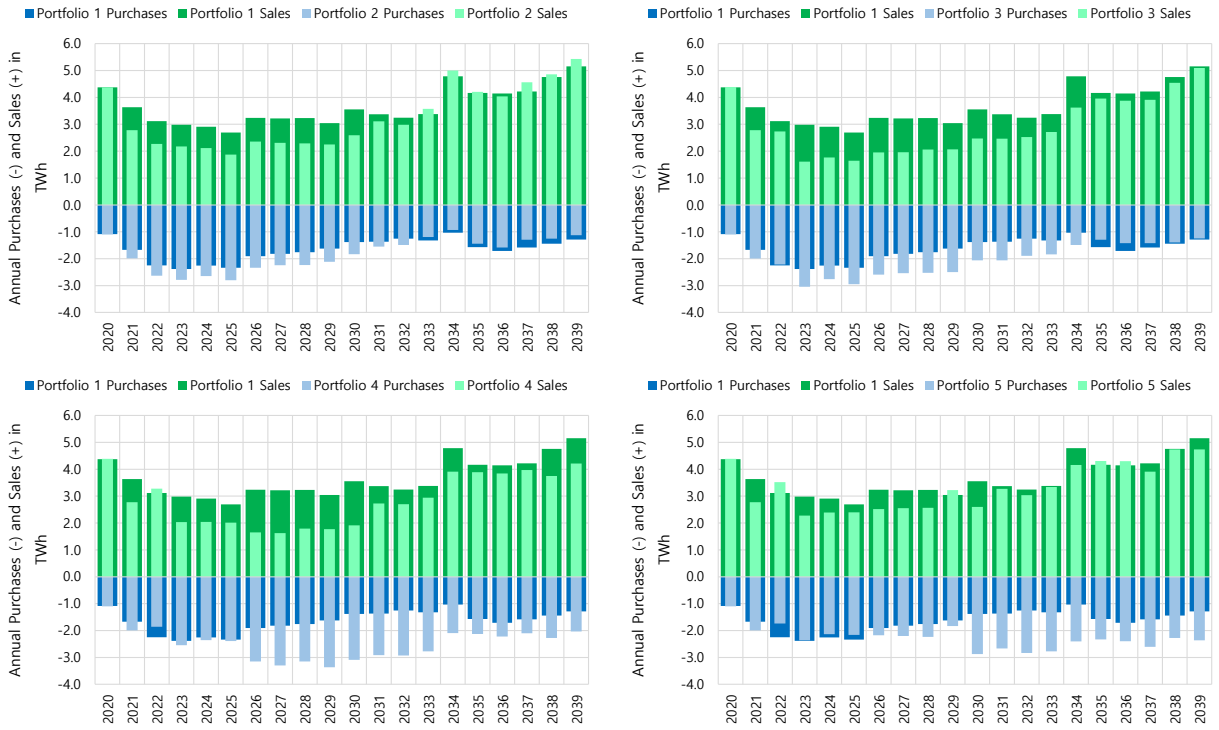 Portfolio 1 Purchases Portfolio 1 Sales Portfolio 2 Purchases Portfolio 2 Sales
Annual Purchases (-) and Sales (+) in
TWh
6.0
5.0
4.0
3.0
2.0
1.0
0.0
-1.0
-2.0
-3.0
-4.0
2020 2021 2022 2023 2024 2025 2026 2027 2028 2029 2030 2031 2032 2033 2034 2035 2036 2037 2038 2039
Portfolio 1 Purchases Portfolio 1 Sales Portfolio 3 Purchases Portfolio 3 Sales
Annual Purchases (-) and Sales (+) in
TWh
6.0
5.0
4.0
3.0
2.0
1.0
0.0
-1.0
-2.0
-3.0
-4.0
2020 2021 2022 2023 2024 2025 2026 2027 2028 2029 2030 2031 2032 2033 2034 2035 2036 2037 2038 2039
Portfolio 1 Purchases Portfolio 1 Sales Portfolio 4 Purchases Portfolio 4 Sales
Annual Purchases (-) and Sales (+) in
TWh
6.0
5.0
4.0
3.0
2.0
1.0
0.0
-1.0
-2.0
-3.0
-4.0
2020 2021 2022 2023 2024 2025 2026 2027 2028 2029 2030 2031 2032 2033 2034 2035 2036 2037 2038 2039
Portfolio 1 Purchases Portfolio 1 Sales Portfolio 5 Purchases Portfolio 5 Sales
Annual Purchases (-) and Sales (+) in
TWh
6.0
5.0
4.0
3.0
2.0
1.0
0.0
-1.0
-2.0
-3.0
-4.0
2020 2021 2022 2023 2024 2025 2026 2027 2028 2029 2030 2031 2032 2033 2034 2035 2036 2037 2038 2039